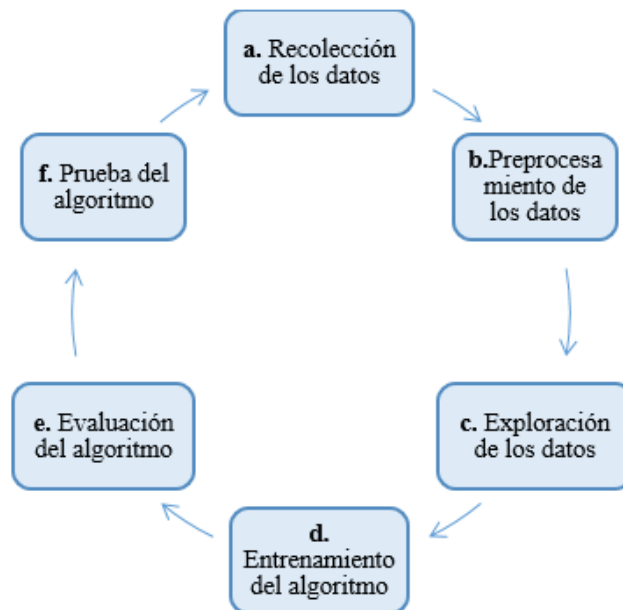 a. Recolección
de los datos
b.Preprocesa
miento de
los datos
c. Exploración
de los datos
d.
Entrenamiento
del algoritmo
e. Evaluación
del algoritmo
f. Prueba del
algoritmo